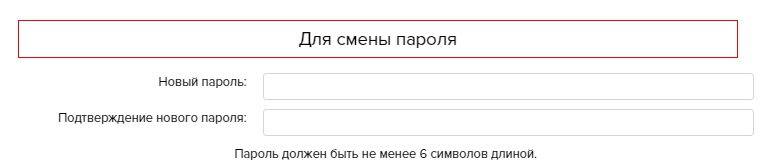 Для смены пароля
Новый пароль:
Подтверждение нового пароля:
Пароль должен быть не менее 6 символов длиной.